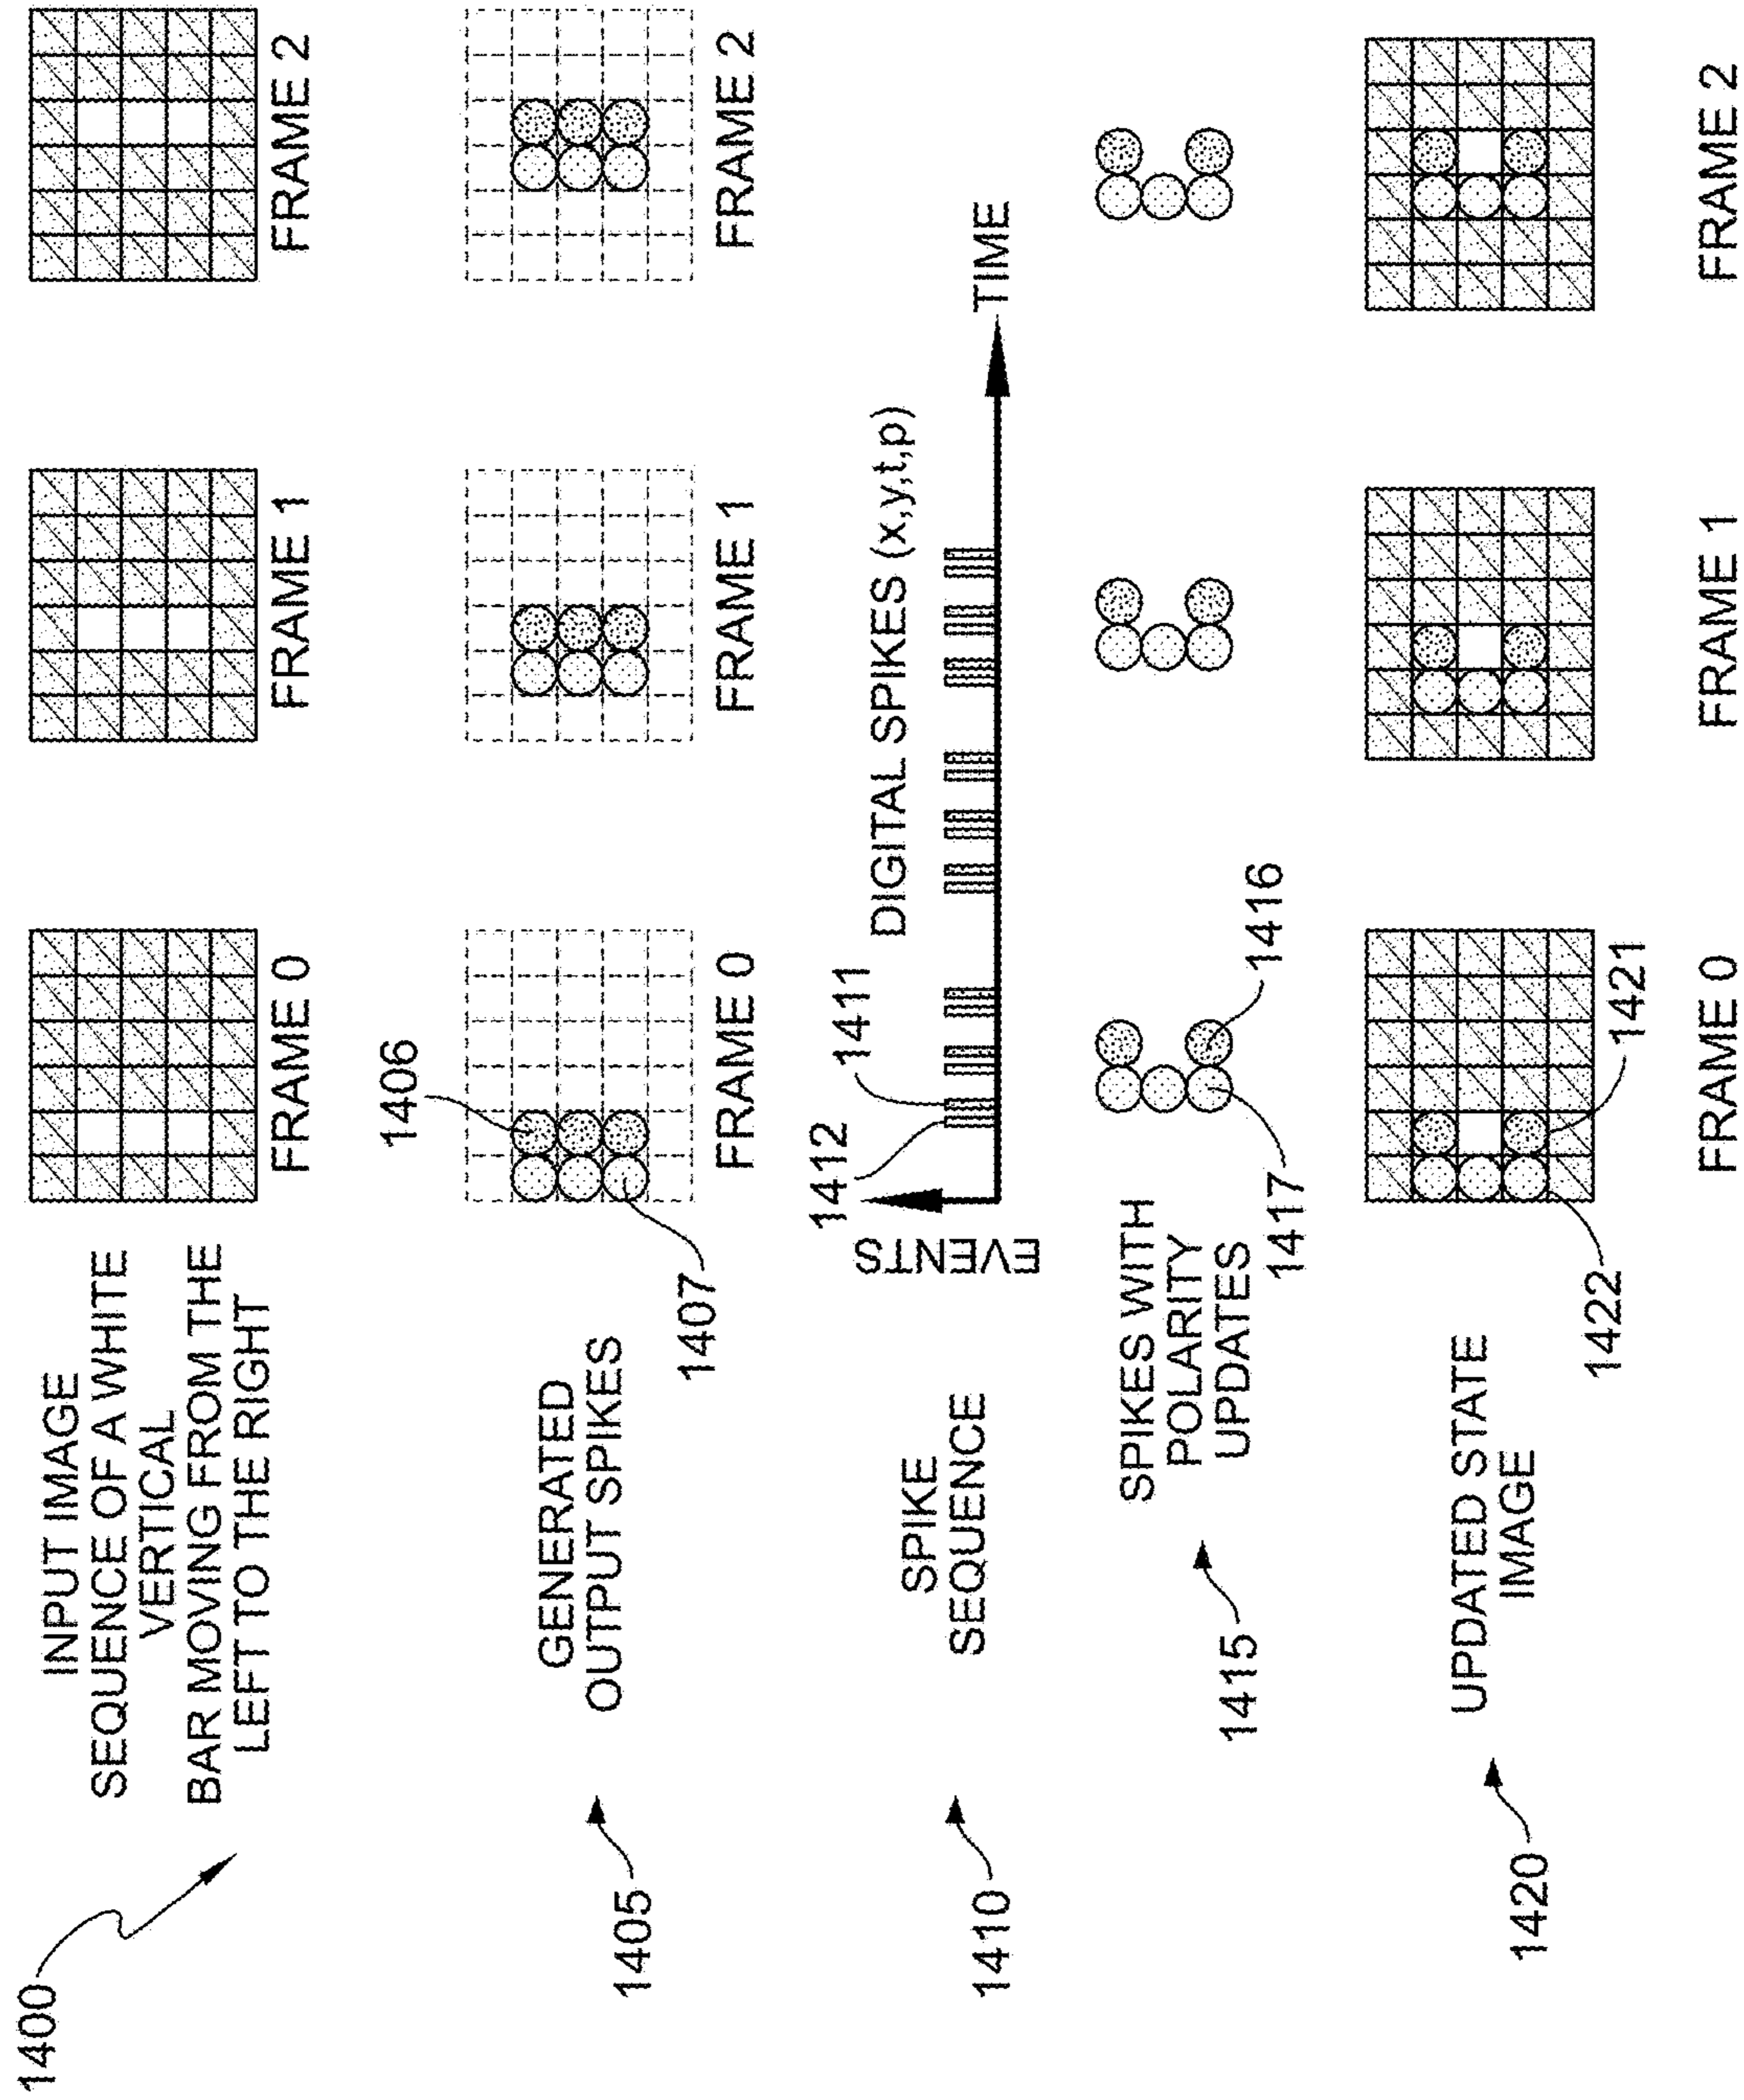 1400
INPUT IMAGE
SEQUENCE OF A WHITE
VERTICAL
BAR MOVING FROM THE
LEFT TO THE RIGHT
FRAME 0
FRAME 1
FRAME 2
1405
GENERATED
OUTPUT SPIKES
1406
1407
FRAME 0
FRAME 1
FRAME 2
1410
SPIKE
SEQUENCE
EVENTS
1412
1411
DIGITAL SPIKES (x,y,t,p)
TIME
1415
SPIKES WITH
POLARITY
UPDATES
1417
1416
1420
UPDATED STATE
IMAGE
1422
1421
FRAME 0
FRAME 1
FRAME 2